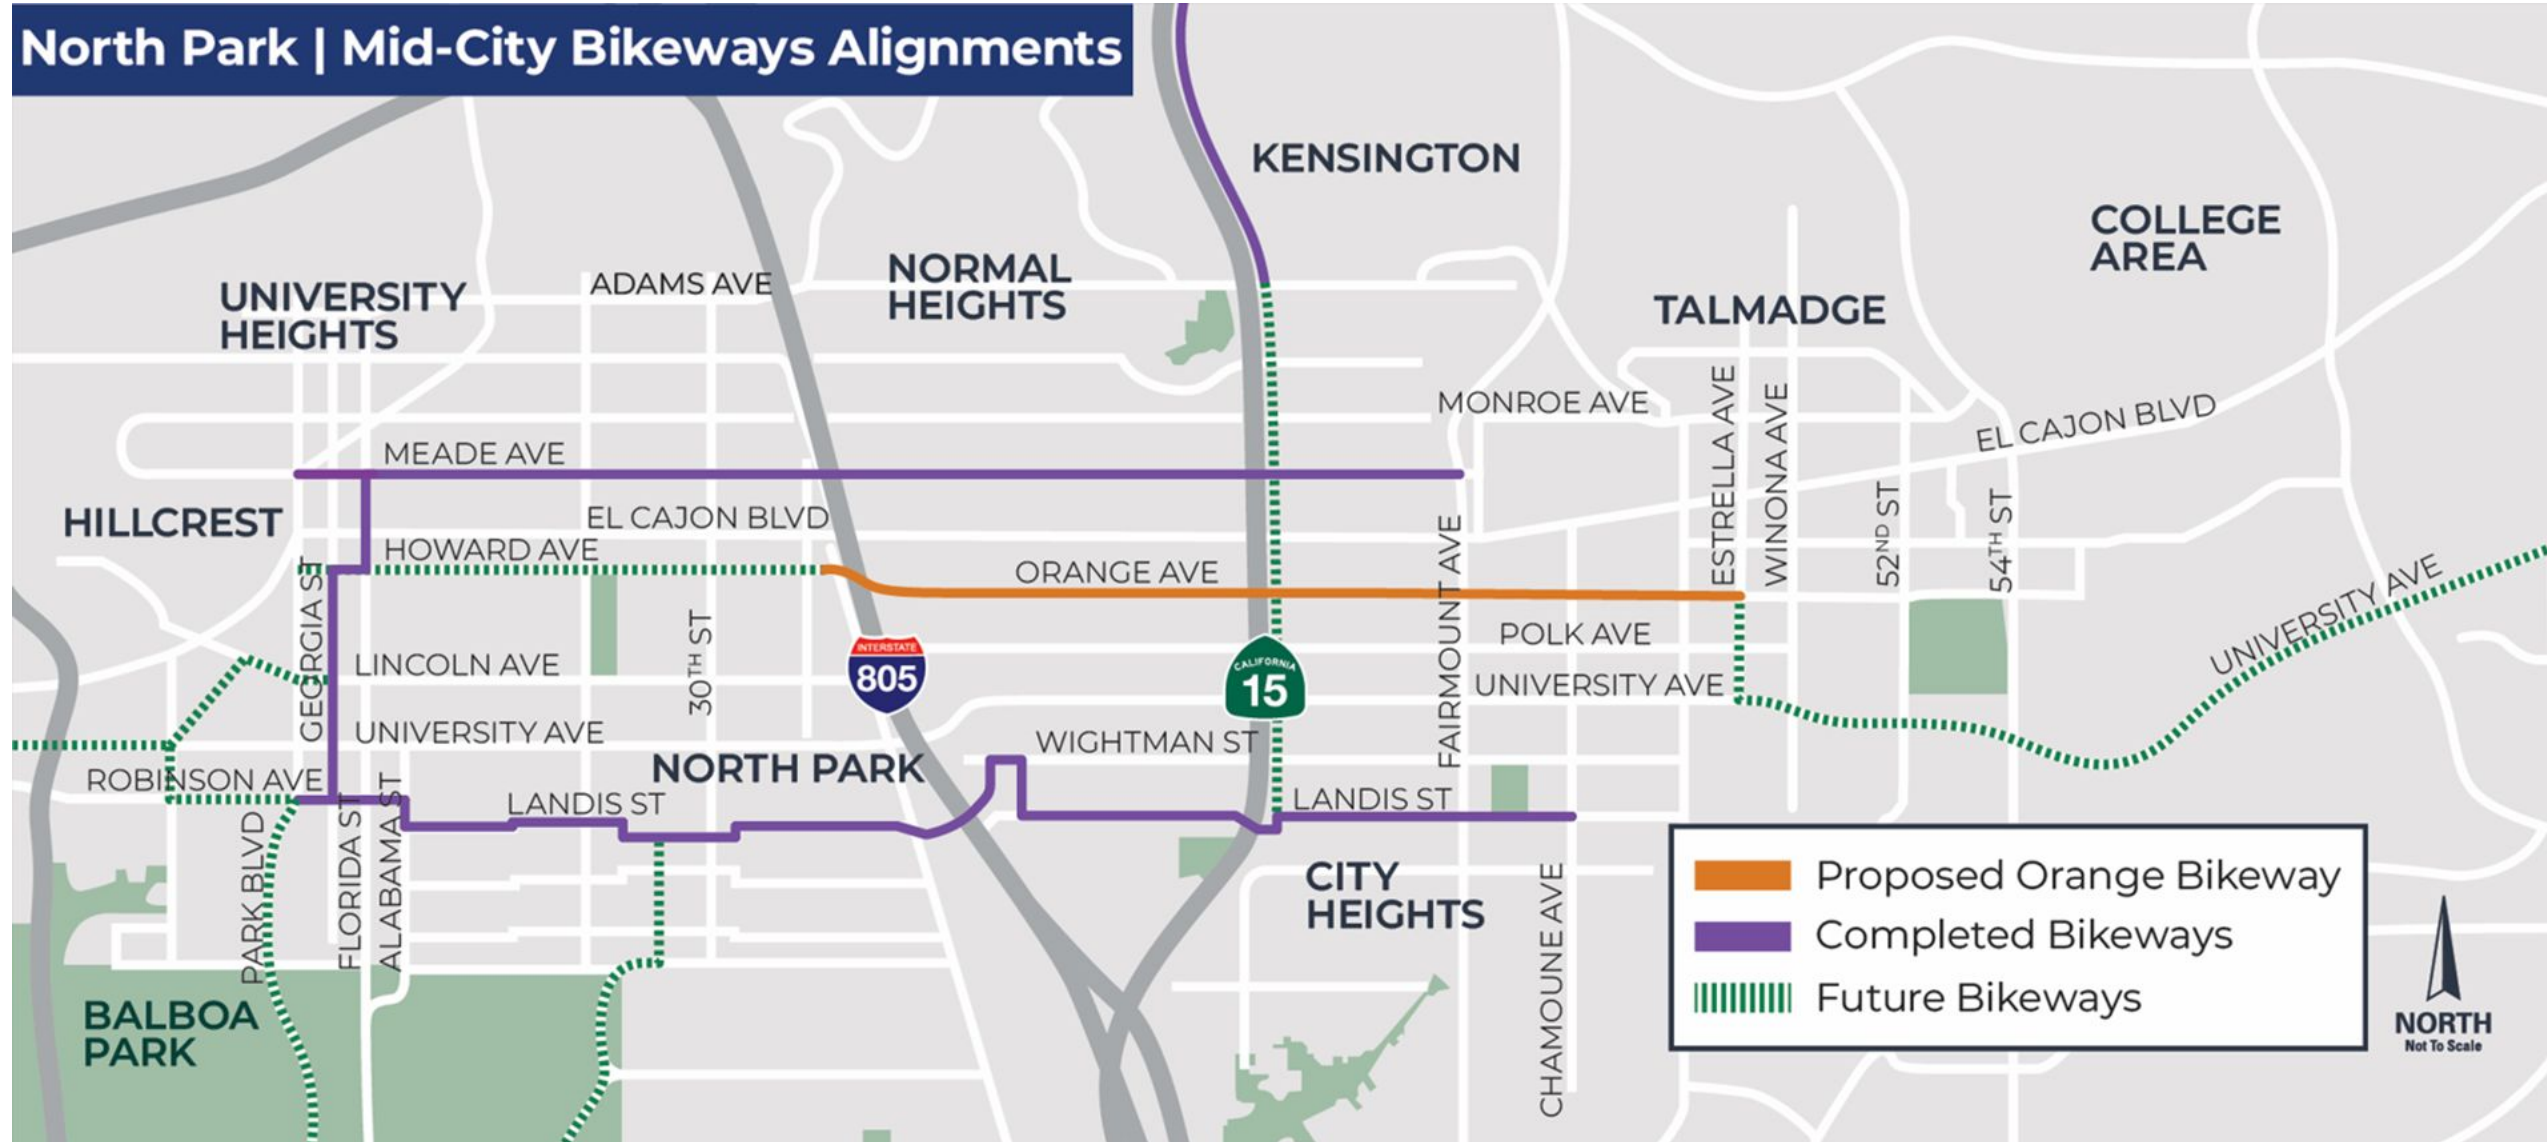 North Park | Mid-City Bikeways Alignments
KENSINGTON
COLLEGE
AREA
UNIVERSITY
HEIGHTS
ADAMS AVE
NORMAL
HEIGHTS
TALMADGE
MONROE AVE
ESTRELLA AVE
WINONA AVE
EL CAJON BLVD
MEADE AVE
HILLCREST
EL CAJON BLVD
HOWARD AVE
ORANGE AVE
FAIRMOUNT AVE
52ND ST
54TH ST
UNIVERSITY AVE
GEORGIA ST
LINCOLN AVE
30TH ST
INTERSTATE
805
CALIFORNIA
15
POLK AVE
UNIVERSITY AVE
UNIVERSITY AVE
NORTH PARK
WIGHTMAN ST
ROBINSON AVE
LANDIS ST
LANDIS ST
PARK BLVD
FLORIDA ST
ALABAMA ST
CITY
HEIGHTS
CHAMOUNE AVE
BALBOA
PARK
Proposed Orange Bikeway
Completed Bikeways
Future Bikeways
NORTH
Not To Scale